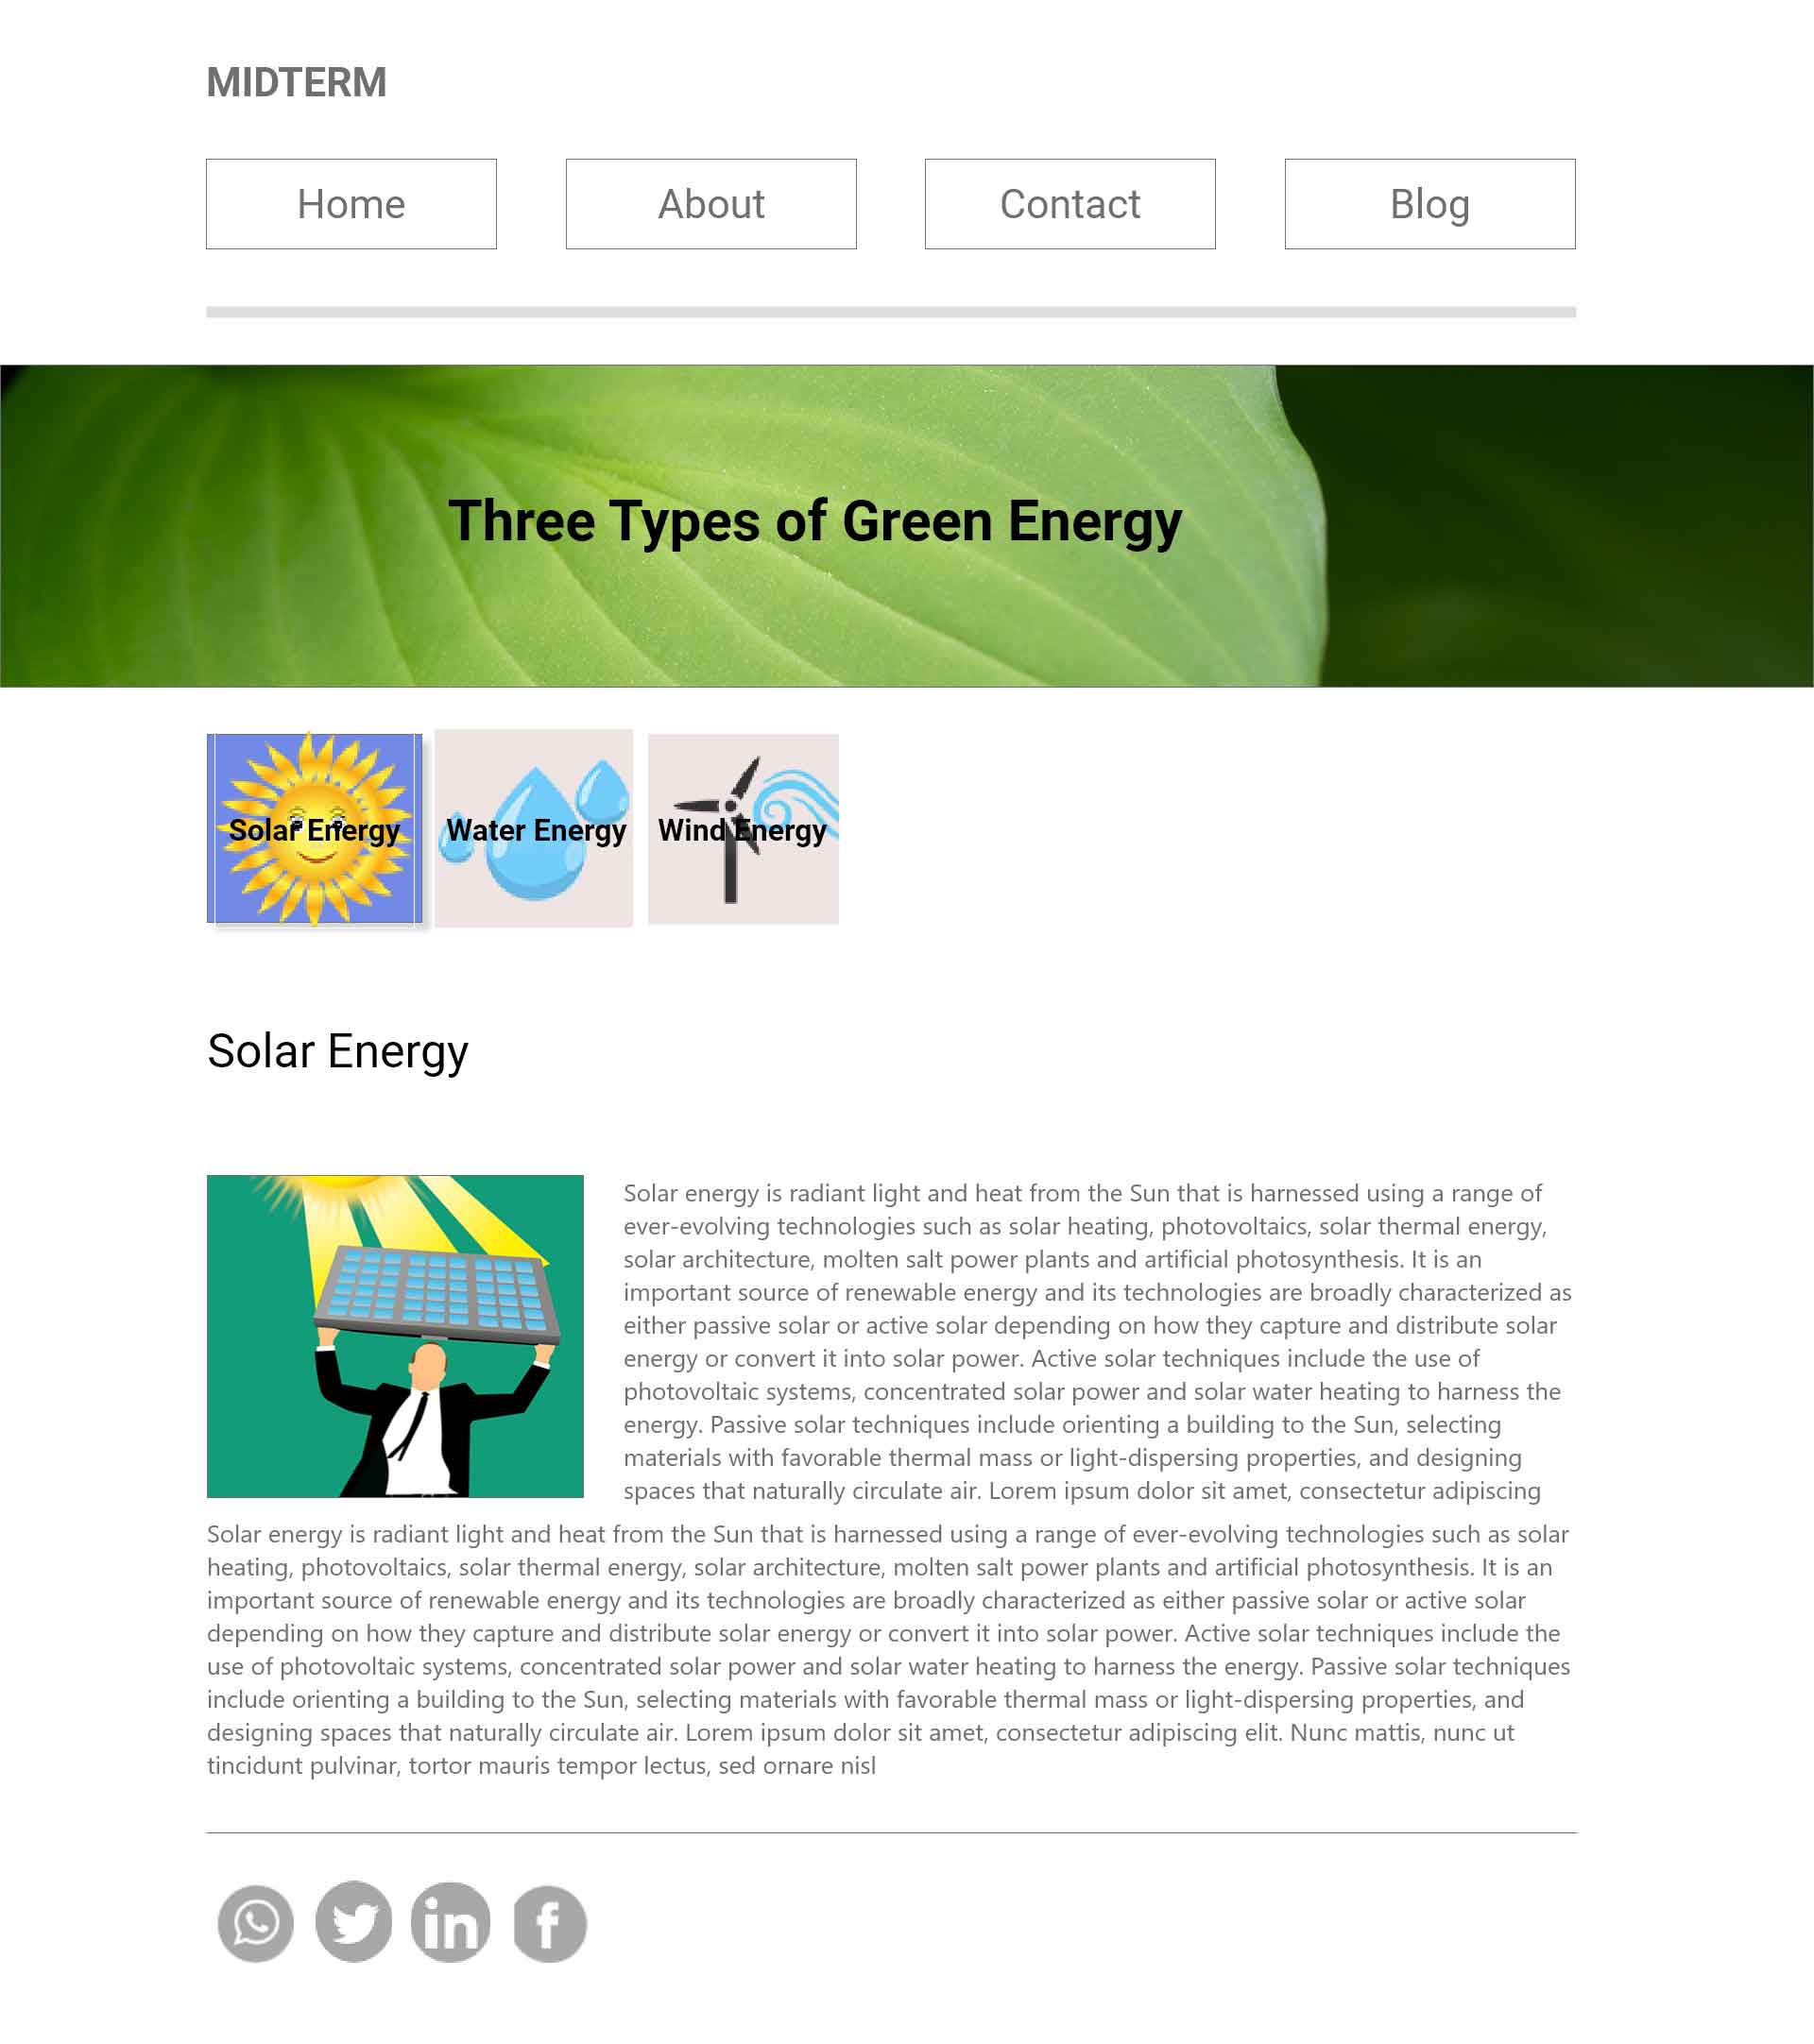 MIDTERM
Home
About
Contact
Blog
Three Types of Green Energy
Solar Energy
Water Energy
Wind Energy
Solar Energy
Solar energy is radiant light and heat from the Sun that is harnessed using a range of
ever-evolving technologies such as solar heating, photovoltaics, solar thermal energy,
solar architecture, molten salt power plants and artificial photosynthesis. It is an
important source of renewable energy and its technologies are broadly characterized as
either passive solar or active solar depending on how they capture and distribute solar
energy or convert it into solar power. Active solar techniques include the use of
photovoltaic systems, concentrated solar power and solar water heating to harness the
energy. Passive solar techniques include orienting a building to the Sun, selecting
materials with favorable thermal mass or light-dispersing properties, and designing
spaces that naturally circulate air. Lorem ipsum dolor sit amet, consectetur adipiscing
Solar energy is radiant light and heat from the Sun that is harnessed using a range of ever-evolving technologies such as solar
heating, photovoltaics, solar thermal energy, solar architecture, molten salt power plants and artificial photosynthesis. It is an
important source of renewable energy and its technologies are broadly characterized as either passive solar or active solar
depending on how they capture and distribute solar energy or convert it into solar power. Active solar techniques include the
use of photovoltaic systems, concentrated solar power and solar water heating to harness the energy. Passive solar techniques
include orienting a building to the Sun, selecting materials with favorable thermal mass or light-dispersing properties, and
designing spaces that naturally circulate air. Lorem ipsum dolor sit amet, consectetur adipiscing elit. Nunc mattis, nunc ut
tincidunt pulvinar, tortor mauris tempor lectus, sed ornare nisl
in
f